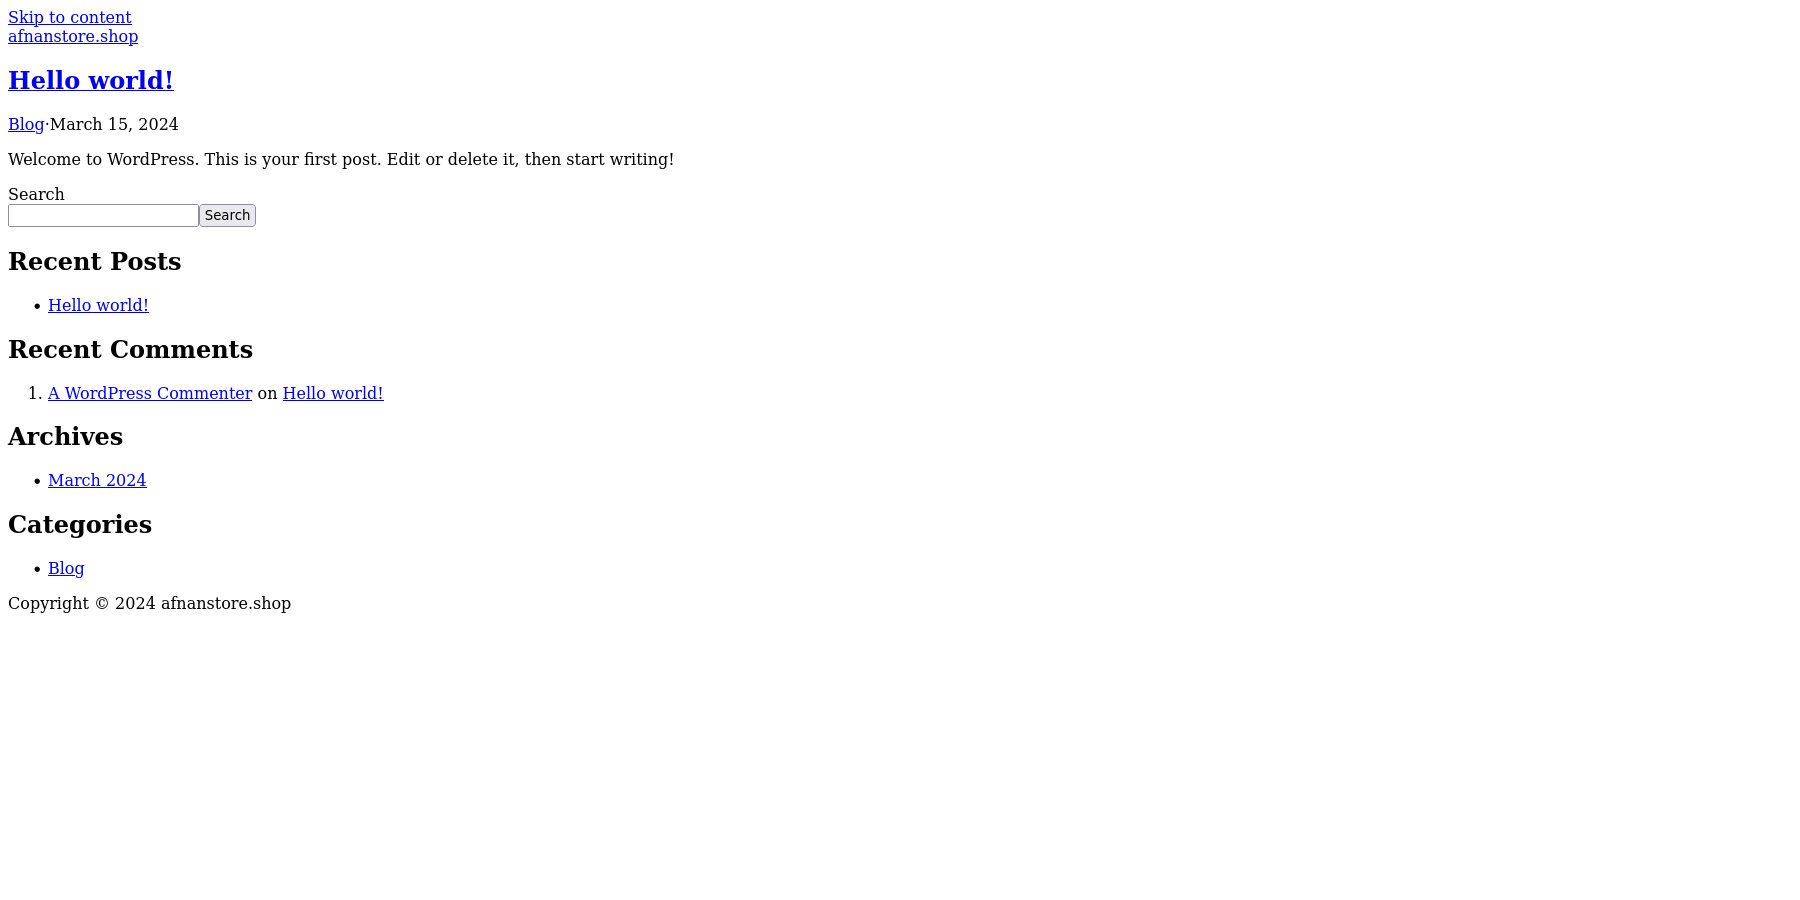 Skip to content
afnanstore.shop
Hello world!
Blog·March 15, 2024
Welcome to WordPress. This is your first post. Edit or delete it, then start writing!
Search
Search
Recent Posts
• Hello world!
Recent Comments
1. A WordPress Commenter on Hello world!
Archives
• March 2024
Categories
• Blog
Copyright © 2024 afnanstore.shop